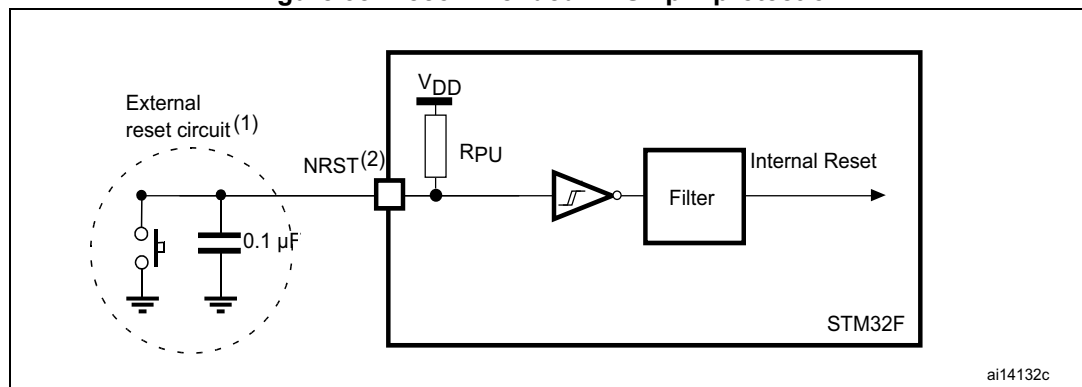 VDD
External
reset circuit(1)
NRST(2)
RPU
Internal Reset
Filter
0.1 µF
STM32F
ai14132c